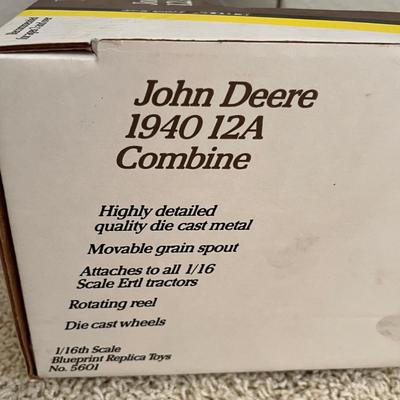 John Deere
1940 12A
Combine
Highly detailed
quality die cast metal
Movable grain spout
Attaches to all 1/16
Scale Ertl tractors
Rotating reel
Die cast wheels
1/16th Scale
Blueprint Replica Toys
No. 5601